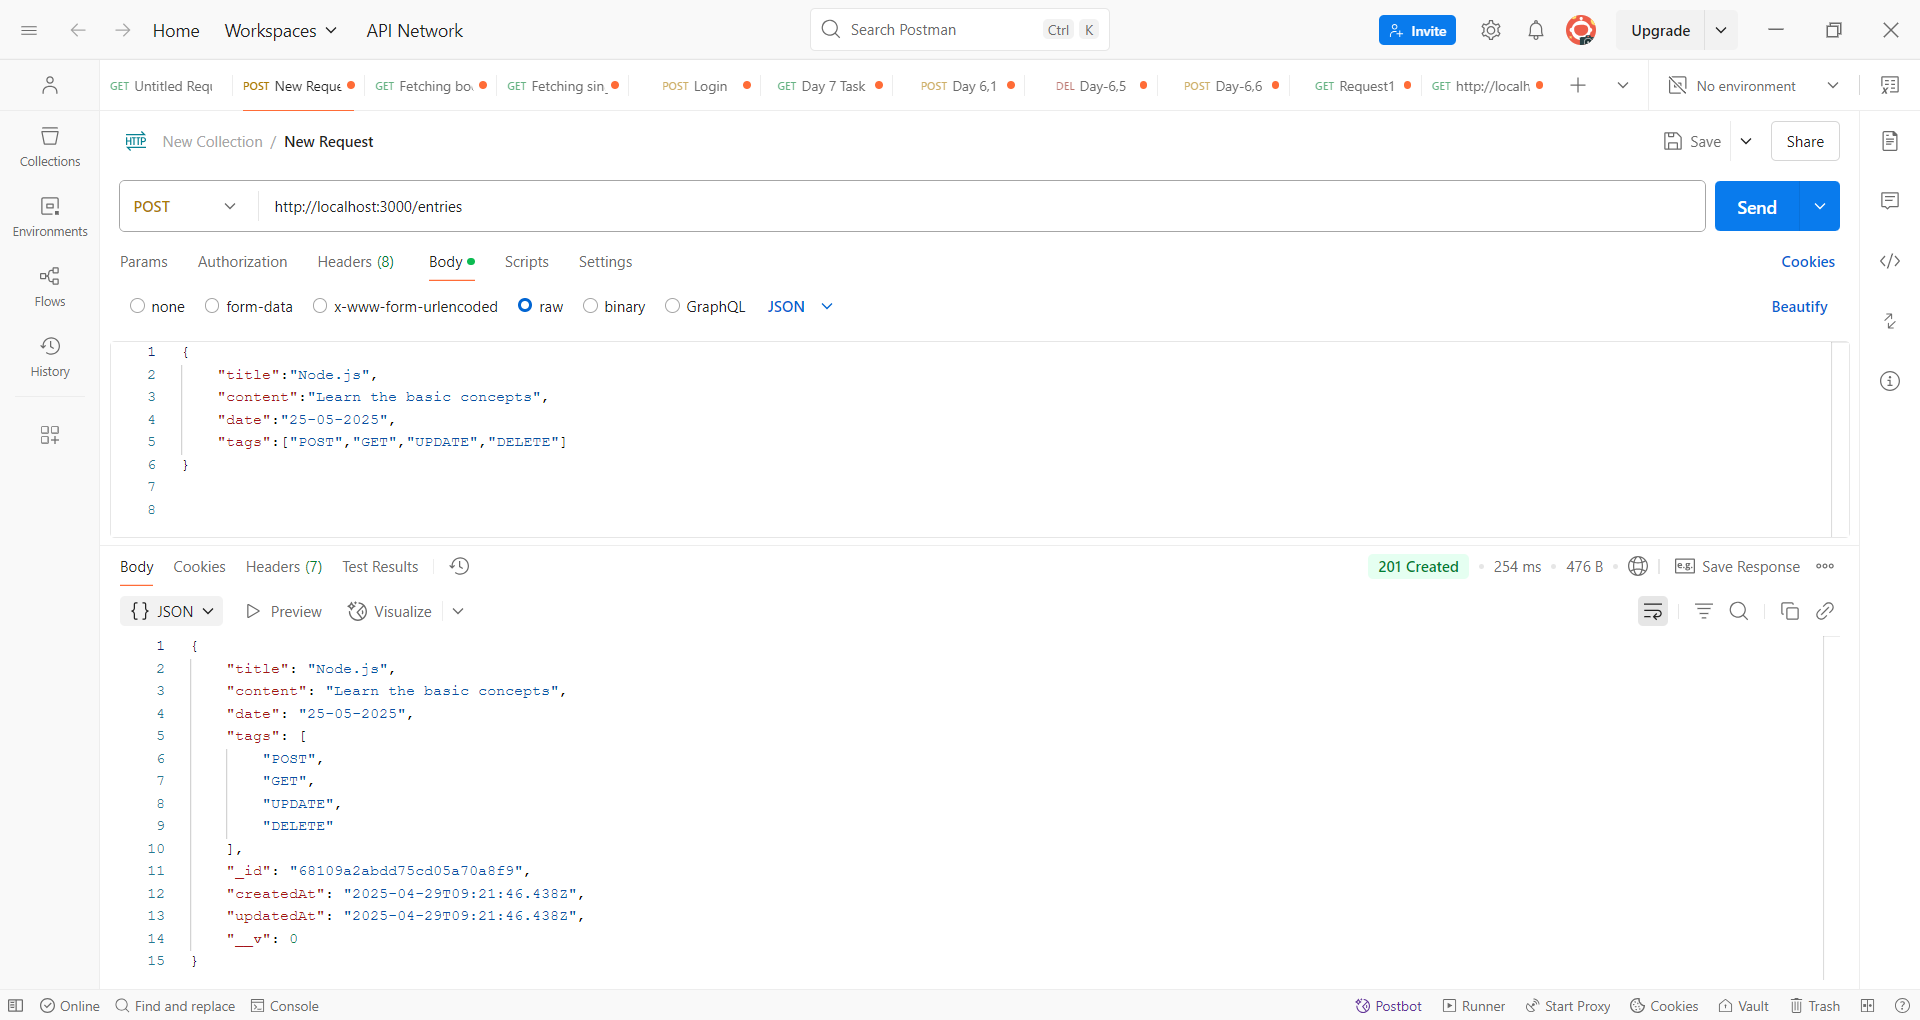 Home Workspaces API Network Search Postman Ctrl K Invite Upgrade
GET Untitled Requ POST New Reque GET Fetching bo GET Fetching sin POST Login GET Day 7 Task POST Day 6,1 DEL Day-6,5 POST Day-6,6 GET Request1 GET http://localh No environment
HTTP New Collection / New Request Save Share
Collections
Environments
Flows
History
POST http://localhost:3000/entries Send
Params Authorization Headers (8) Body Scripts Settings Cookies
none form-data x-www-form-urlencoded raw binary GraphQL JSON Beautify
1 {
2 "title":"Node.js",
3 "content":"Learn the basic concepts",
4 "date":"25-05-2025",
5 "tags":["POST","GET","UPDATE","DELETE"]
6 }
7
8
Body Cookies Headers (7) Test Results 201 Created 254 ms 476 B e.g. Save Response
{} JSON Preview Visualize
1 {
2 "title": "Node.js",
3 "content": "Learn the basic concepts",
4 "date": "25-05-2025",
5 "tags": [
6 "POST",
7 "GET",
8 "UPDATE",
9 "DELETE"
10 ],
11 "_id": "68109a2abdd75cd05a70a8f9",
12 "createdAt": "2025-04-29T09:21:46.438Z",
13 "updatedAt": "2025-04-29T09:21:46.438Z",
14 "__v": 0
15 }
Online Find and replace Console Postbot Runner Start Proxy Cookies Vault Trash